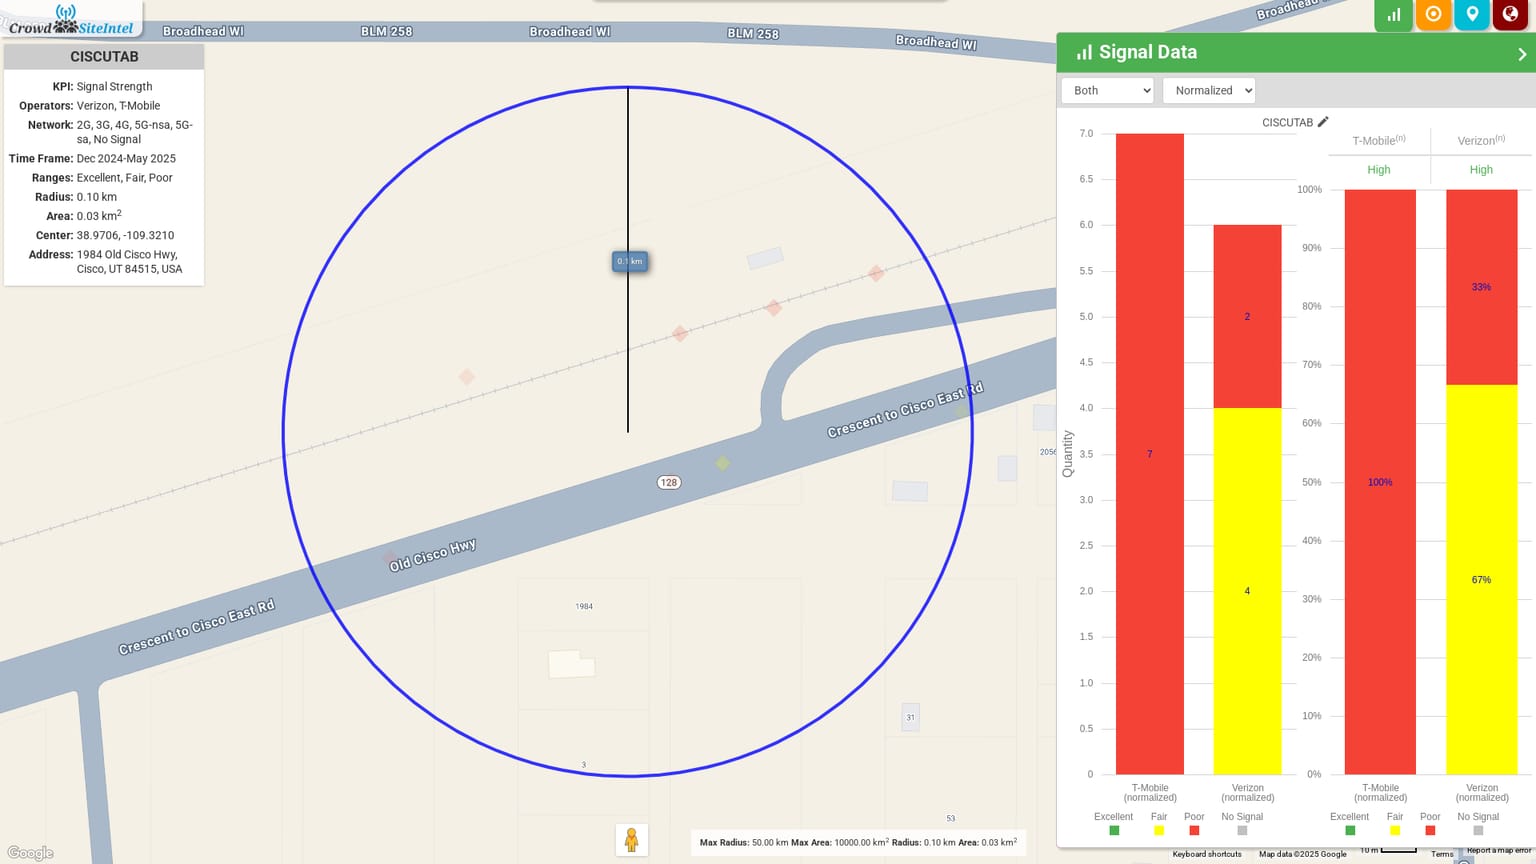 Crowd SiteIntel
Broadhead Wl
BLM 258
Broadhead Wl
BLM 258
Broadhead Wl
Broadhead
CISCUTAB
KPI: Signal Strength
Operators: Verizon, T-Mobile
Network: 2G, 3G, 4G, 5G-nsa, 5G-
sa, No Signal
Time Frame: Dec 2024-May 2025
Ranges: Excellent, Fair, Poor
Radius: 0.10 km
Area: 0.03 km²
Center: 38.9706, -109.3210
Address: 1984 Old Cisco Hwy,
Cisco, UT 84515, USA
0.1 km
Crescent to Cisco East Rd
128
Old Cisco Hwy
Crescent to Cisco East Rd
2056
1984
31
3
53
Google
Max Radius: 50.00 km Max Area: 10000.00 km² Radius: 0.10 km Area: 0.03 km²
Signal Data
Both
Normalized
CISCUTAB
T-Mobile(n)
Verizon(n)
High
High
Quantity
7.0
6.5
6.0
5.5
5.0
4.5
4.0
3.5
3.0
2.5
2.0
1.5
1.0
0.5
0
7
2
4
T-Mobile
(normalized)
Verizon
(normalized)
Excellent
Fair
Poor
No Signal
100%
90%
80%
70%
60%
50%
40%
30%
20%
10%
0%
100%
33%
67%
T-Mobile
(normalized)
Verizon
(normalized)
Excellent
Fair
Poor
No Signal
Keyboard shortcuts
Map data ©2025 Google
10 m
Terms
Report a map error